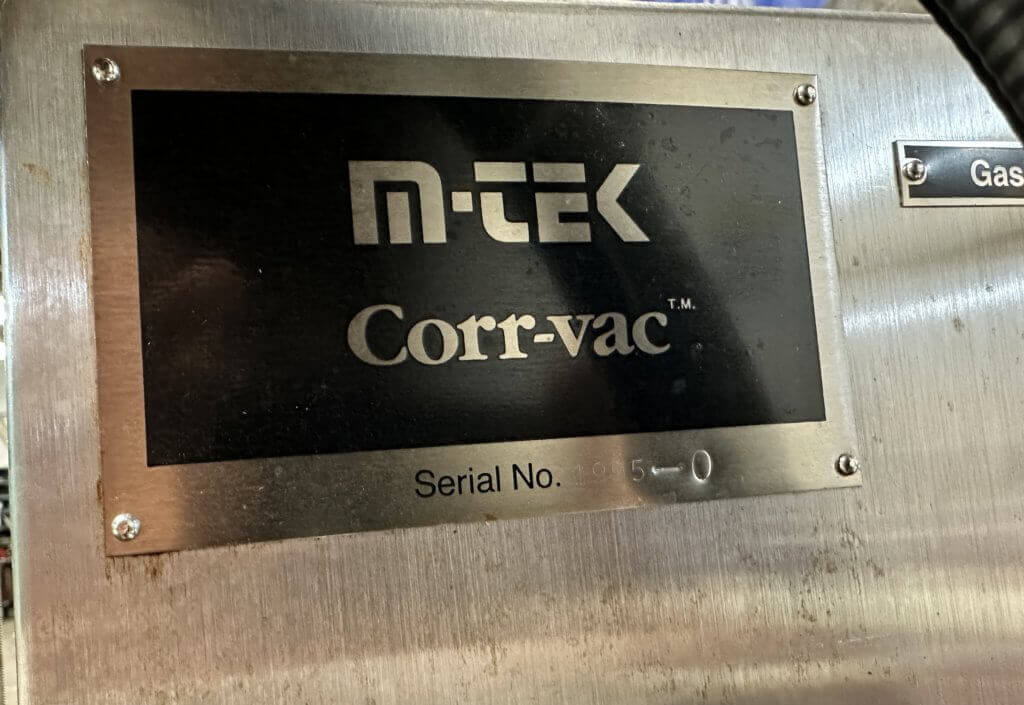 M-TEK
Corr-vac T.M.
Serial No.
Gas